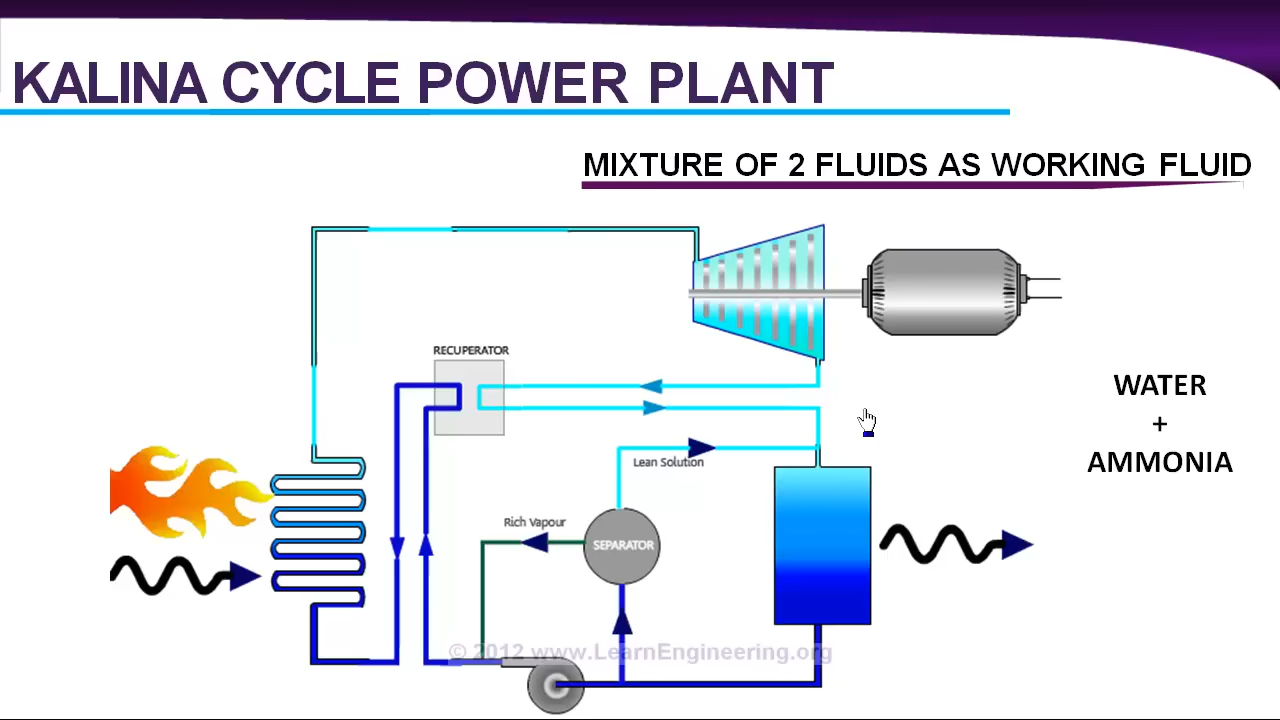 KALINA CYCLE POWER PLANT
MIXTURE OF 2 FLUIDS AS WORKING FLUID
RECUPERATOR
WATER
+
AMMONIA
Lean Solution
Rich Vapour
SEPARATOR
© 2012 www.LearnEngineering.org